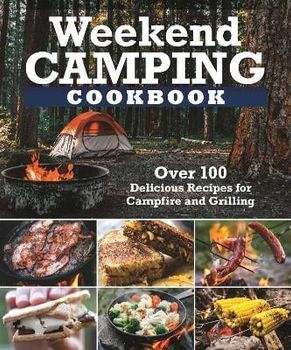 Weekend
CAMPING
COOKBOOK
Over 100
Delicious Recipes for
Campfire and Grilling